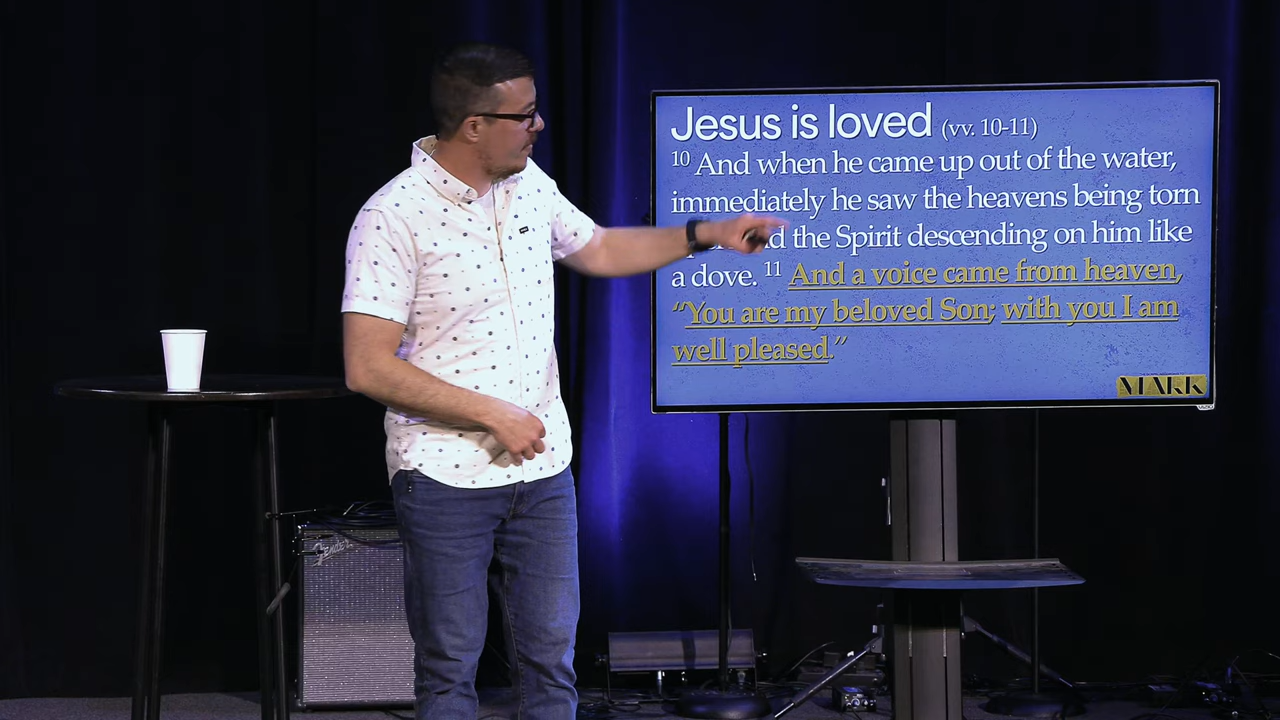 Jesus is loved (vv. 10-11)
10 And when he came up out of the water,
immediately he saw the heavens being torn
the Spirit descending on him like
a dove. 11 And a voice came from heaven,
“You are my beloved Son; with you I am
well pleased.”
MARK
Fender